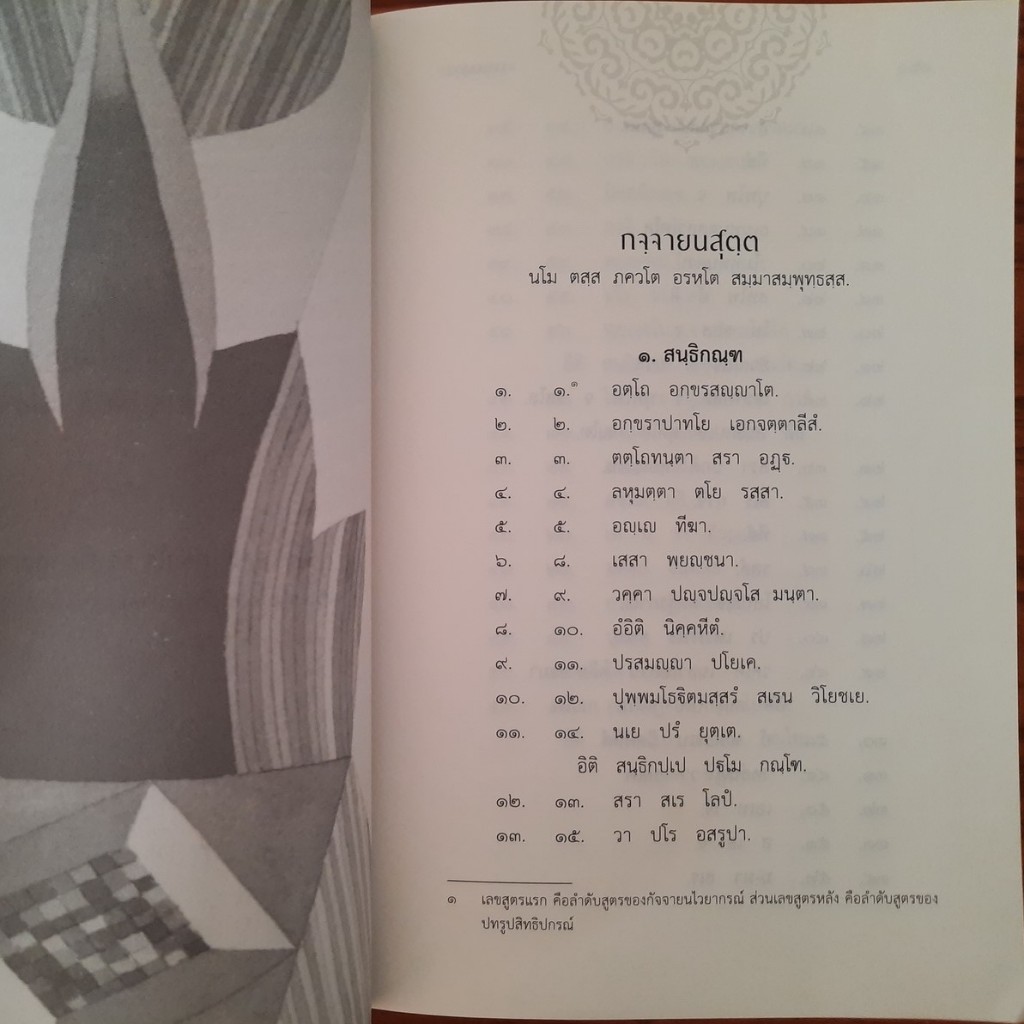 กจฺจายนสุตฺต
นโม ตสฺส ภควโต อรหโต สมฺมาสมฺพุทฺธสฺส.
๑. สนฺธิกณฺฑ
๑. ๑.๑ อตฺโถ อกฺขรสญฺญาโต.
๒. ๒. อกฺขราปาทโย เอกจตฺตาลีสํ.
๓. ๓. ตตฺโถทนฺตา สรา อฏฺฐ.
๔. ๔. ลหุมตฺตา ตโย รสฺสา.
๕. ๕. อญฺเญ ทีฆา.
๖. ๘. เสสา พฺยญฺชนา.
๗. ๙. วคฺคา ปญฺจปญฺจโส มนฺตา.
๘. ๑๐. อํอิติ นิคฺคหีตํ.
๙. ๑๑. ปรสมญฺญา ปโยเค.
๑๐. ๑๒. ปุพฺพมโธฐิตมสฺสรํ สเรน วิโยชเย.
๑๑. ๑๔. นเย ปรํ ยุตฺเต.
อิติ สนฺธิกปฺเป ปฐโม กณฺโฑ.
๑๒. ๑๓. สรา สเร โลปํ.
๑๓. ๑๕. วา ปโร อสรูปา.
๑ เลขสูตรแรก คือลำดับสูตรของกัจจายนไวยากรณ์ ส่วนเลขสูตรหลัง คือลำดับสูตรของ
ปทรูปสิทธิปกรณ์